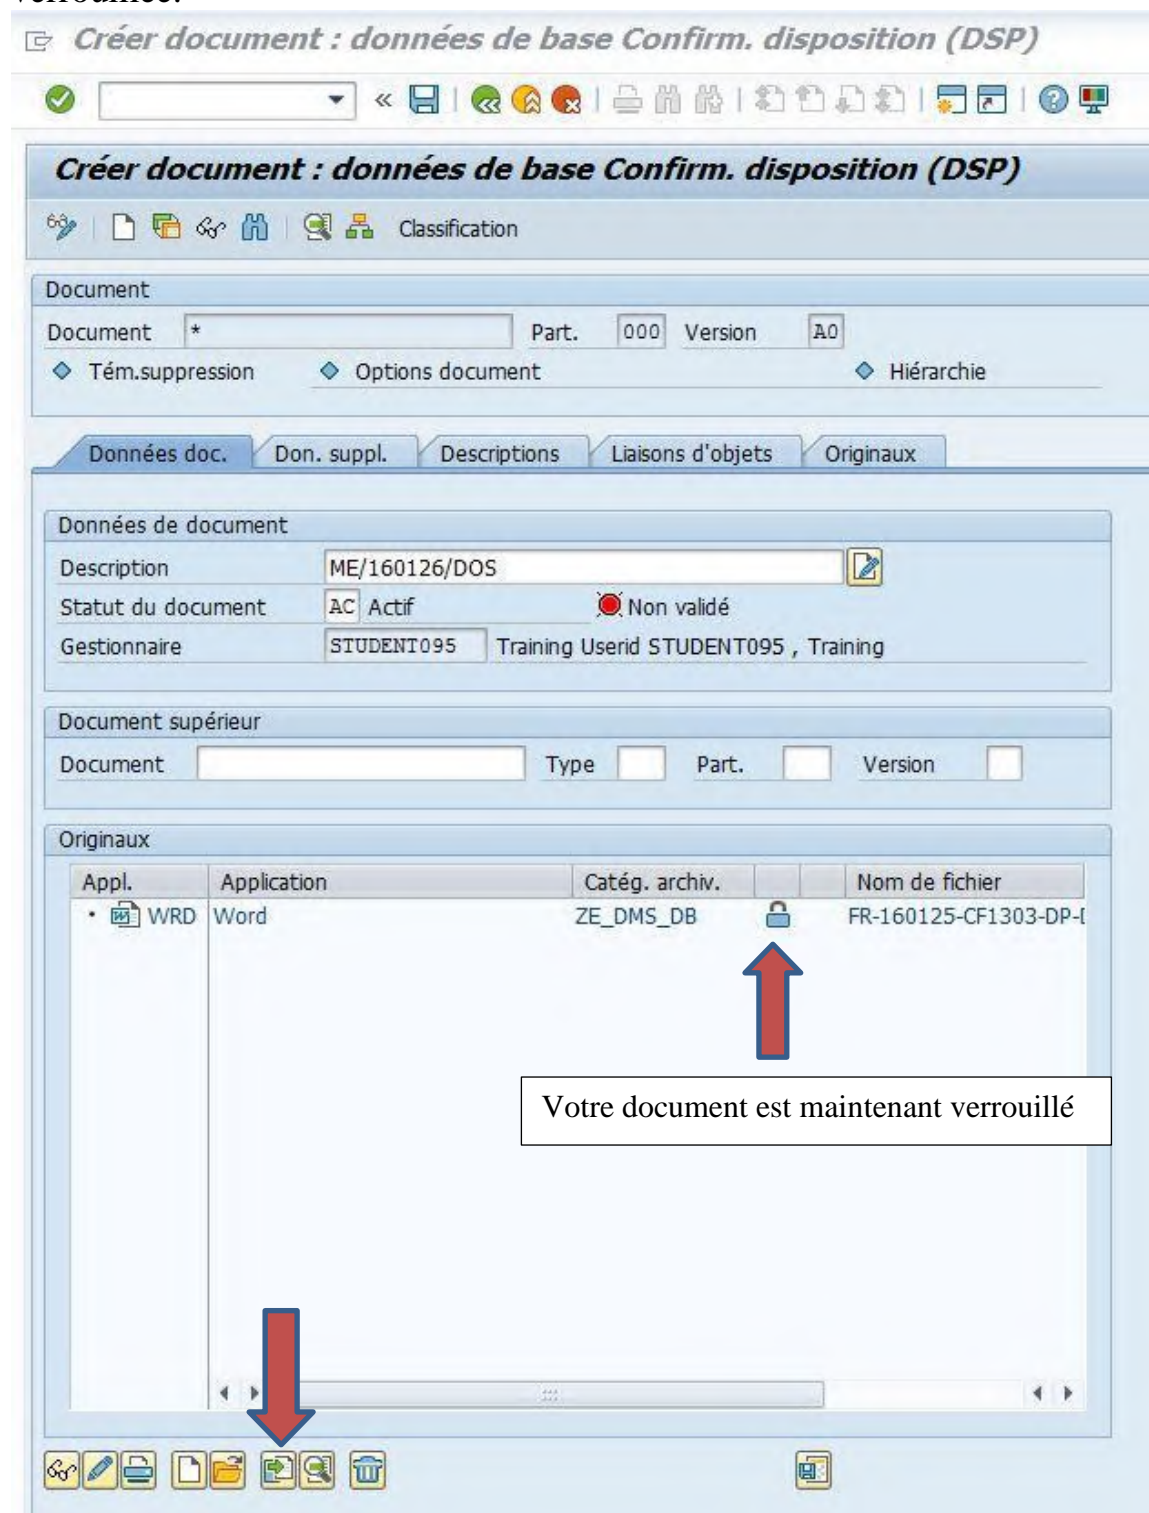 Créer document : données de base Confirm. disposition (DSP)
Créer document : données de base Confirm. disposition (DSP)
Classification
Document
Document * Part. 000 Version A0
Tém.suppression Options document Hiérarchie
Données doc. Don. suppl. Descriptions Liaisons d'objets Originaux
Données de document
Description ME/160126/DOS
Statut du document AC Actif Non validé
Gestionnaire STUDENT095 Training Userid STUDENT095 , Training
Document supérieur
Document Type Part. Version
Originaux
Appl. Application Catég. archiv. Nom de fichier
WRD Word ZE_DMS_DB FR-160125-CF1303-DP-
Votre document est maintenant verrouillé